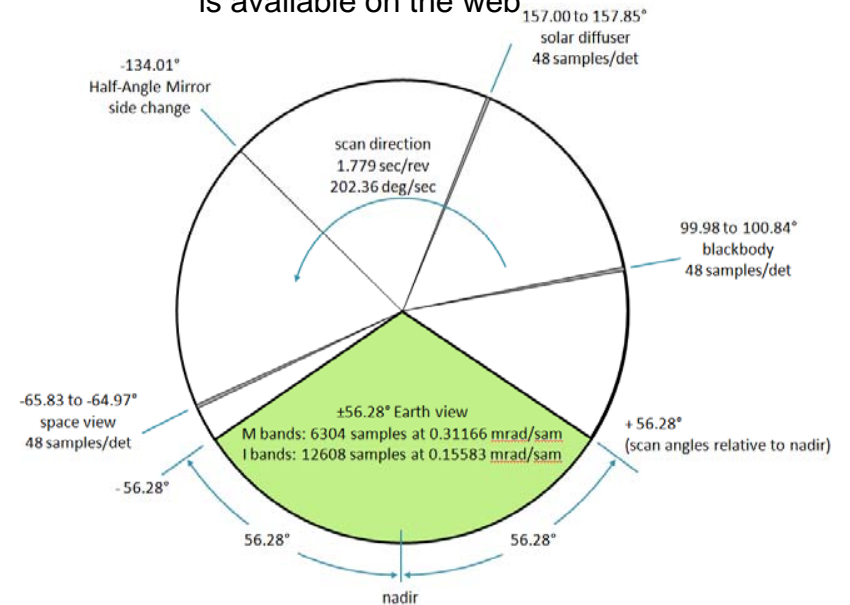 is available on the web
157.00 to 157.85°
solar diffuser
48 samples/det
-134.01°
Half-Angle Mirror
side change
scan direction
1.779 sec/rev
202.36 deg/sec
99.98 to 100.84°
blackbody
48 samples/det
-65.83 to -64.97°
space view
48 samples/det
±56.28° Earth view
M bands: 6304 samples at 0.31166 mrad/sam
I bands: 12608 samples at 0.15583 mrad/sam
+ 56.28°
(scan angles relative to nadir)
- 56.28°
56.28°
56.28°
nadir